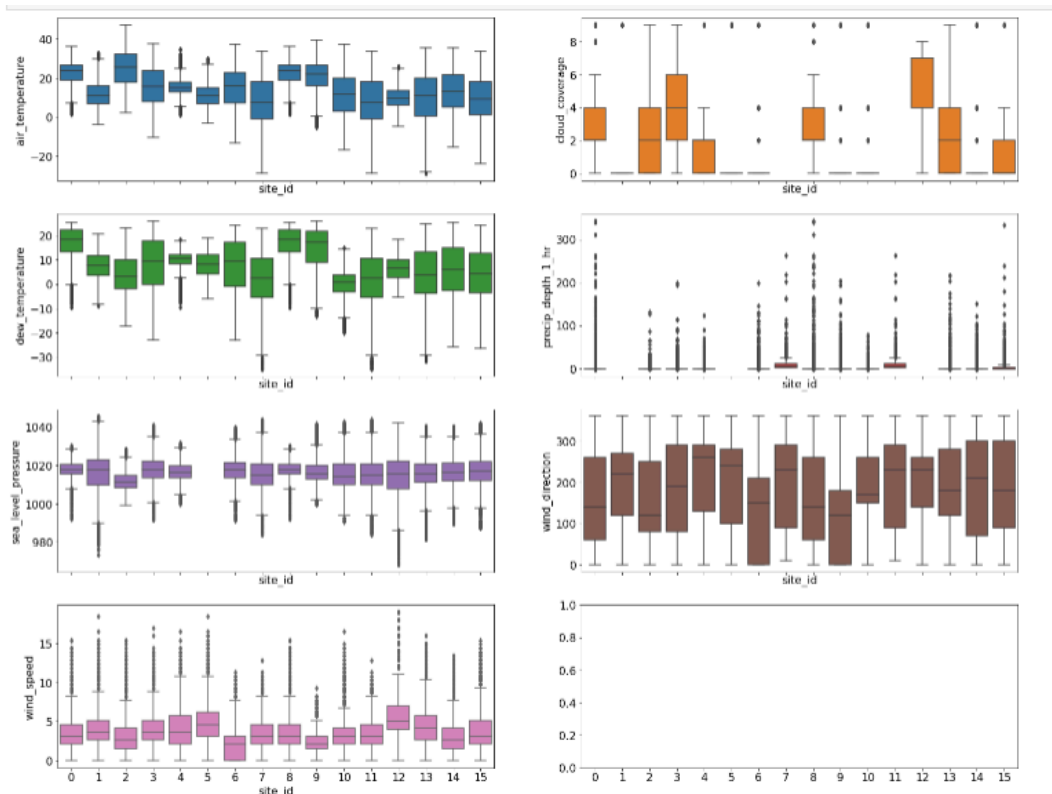 air_temperature
40
20
0
−20
site_id
cloud_coverage
8
6
4
2
0
site_id
dew_temperature
20
10
0
−10
−20
−30
site_id
precip_depth_1_hr
300
200
100
0
site_id
sea_level_pressure
1040
1020
1000
980
site_id
wind_direction
300
200
100
0
site_id
wind_speed
15
10
5
0
0 1 2 3 4 5 6 7 8 9 10 11 12 13 14 15
site_id
1.0
0.8
0.6
0.4
0.2
0.0
0 1 2 3 4 5 6 7 8 9 10 11 12 13 14 15